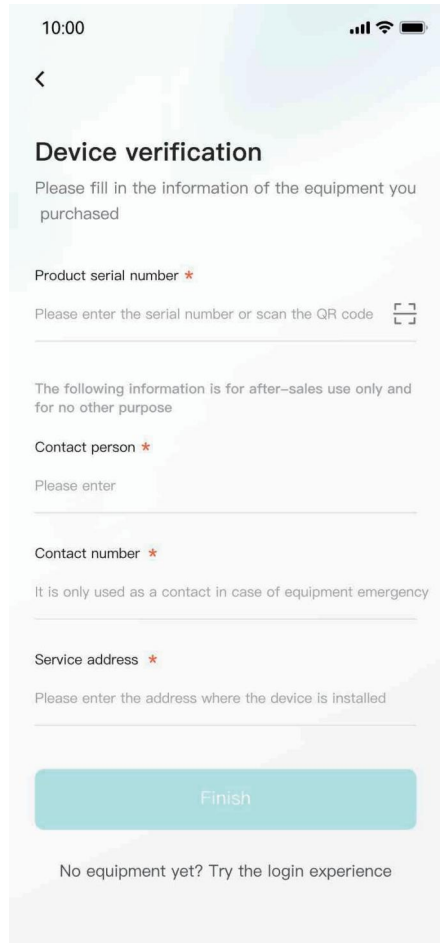 10:00
Device verification
Please fill in the information of the equipment you
purchased
Product serial number *
Please enter the serial number or scan the QR code
The following information is for after-sales use only and
for no other purpose
Contact person *
Please enter
Contact number *
It is only used as a contact in case of equipment emergency
Service address *
Please enter the address where the device is installed
Finish
No equipment yet? Try the login experience